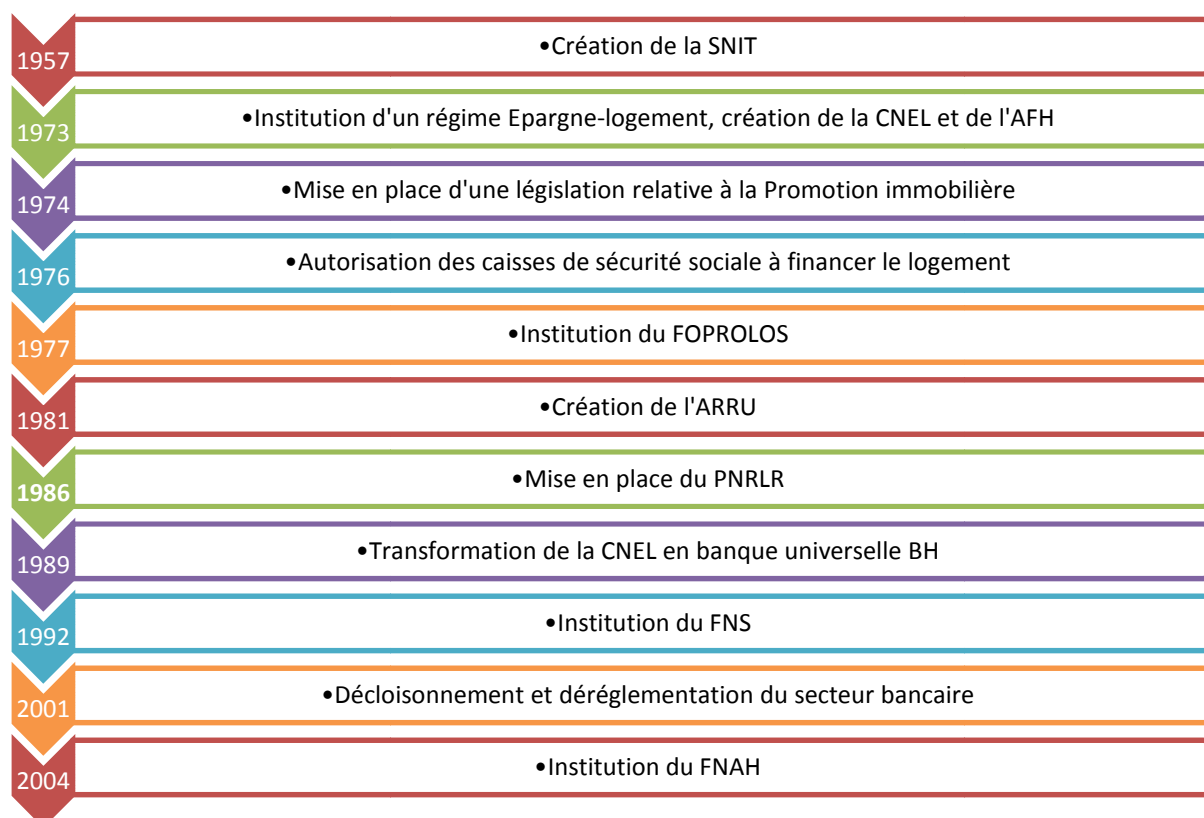 1957
•Création de la SNIT
1973
•Institution d'un régime Epargne-logement, création de la CNEL et de l'AFH
1974
•Mise en place d'une législation relative à la Promotion immobilière
1976
•Autorisation des caisses de sécurité sociale à financer le logement
1977
•Institution du FOPROLOS
1981
•Création de l'ARRU
1986
•Mise en place du PNRLR
1989
•Transformation de la CNEL en banque universelle BH
1992
•Institution du FNS
2001
•Décloisonnement et déréglementation du secteur bancaire
2004
•Institution du FNAH